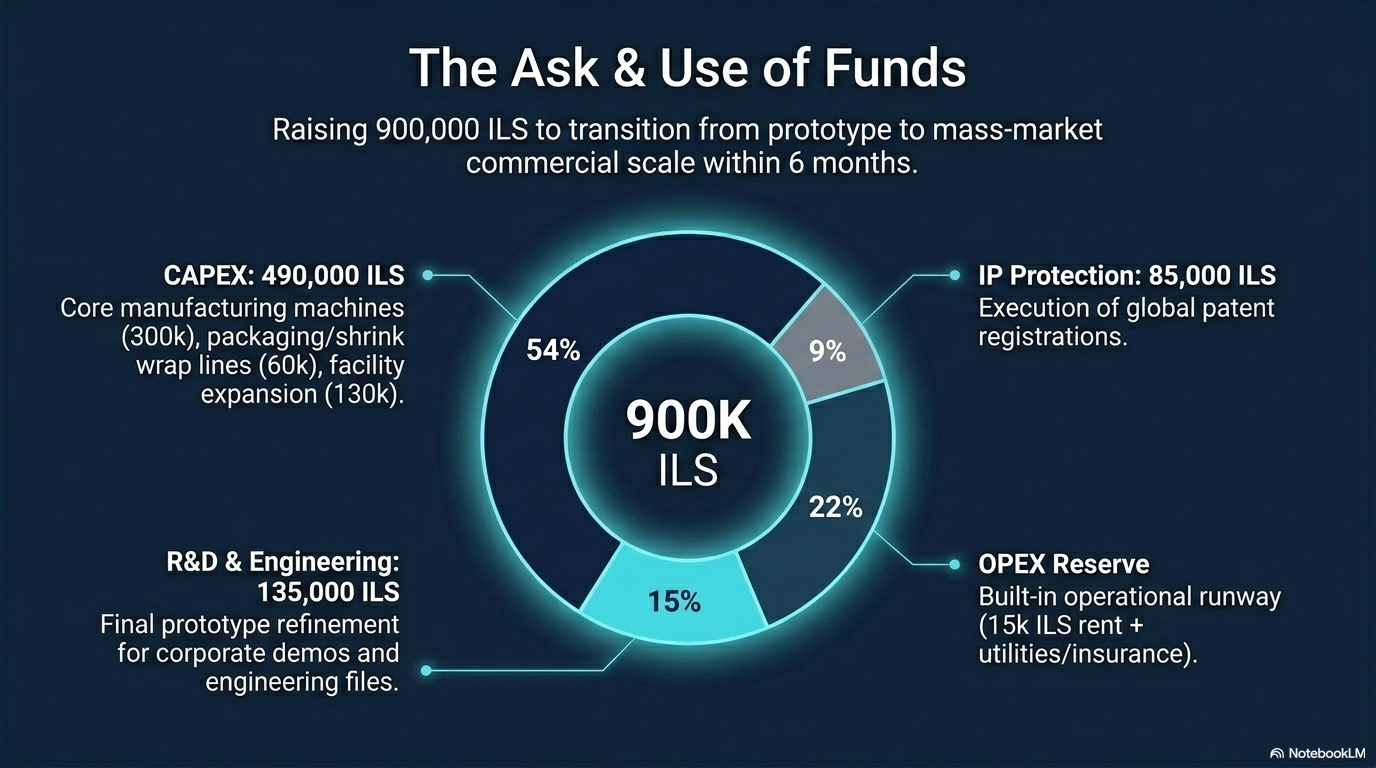 The Ask & Use of Funds
Raising 900,000 ILS to transition from prototype to mass-market
commercial scale within 6 months.
CAPEX: 490,000 ILS
Core manufacturing machines
(300k), packaging/shrink
wrap lines (60k), facility
expansion (130k).
54%
IP Protection: 85,000 ILS
Execution of global patent
registrations.
9%
900K
ILS
22%
R&D & Engineering:
135,000 ILS
Final prototype refinement
for corporate demos and
engineering files.
15%
OPEX Reserve
Built-in operational runway
(15k ILS rent +
utilities/insurance).
NotebookLM